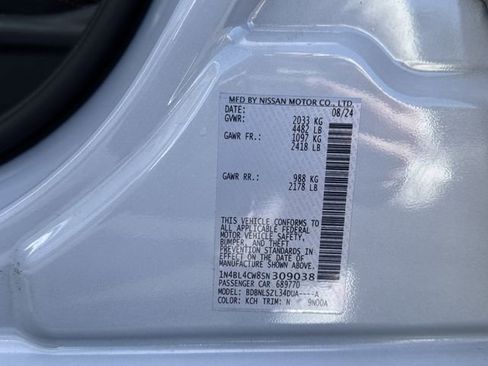 MFD BY NISSAN MOTOR CO., LTD.
DATE: 08/24
GVWR: 2033 KG
4482 LB
GAWR FR.: 1097 KG
2418 LB
GAWR RR.: 988 KG
2178 LB
THIS VEHICLE CONFORMS TO
ALL APPLICABLE FEDERAL
MOTOR VEHICLE SAFETY,
BUMPER, AND THEFT
PREVENTION STANDARDS
IN EFFECT ON THE DATE OF
MANUFACTURE SHOWN ABOVE.
1N4BL4CW8SN309038
PASSENGER CAR 689770
MODEL: BDBNLSZL34DUA----A
COLOR: KCH TRIM: N 9N00A